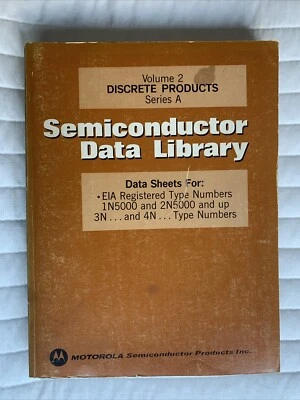 Volume 2
DISCRETE PRODUCTS
Series A
Semiconductor
Data Library
Data Sheets For:
• EIA Registered Type Numbers
1N5000 and 2N5000 and up
3N... and 4N... Type Numbers
MOTOROLA Semiconductor Products Inc.